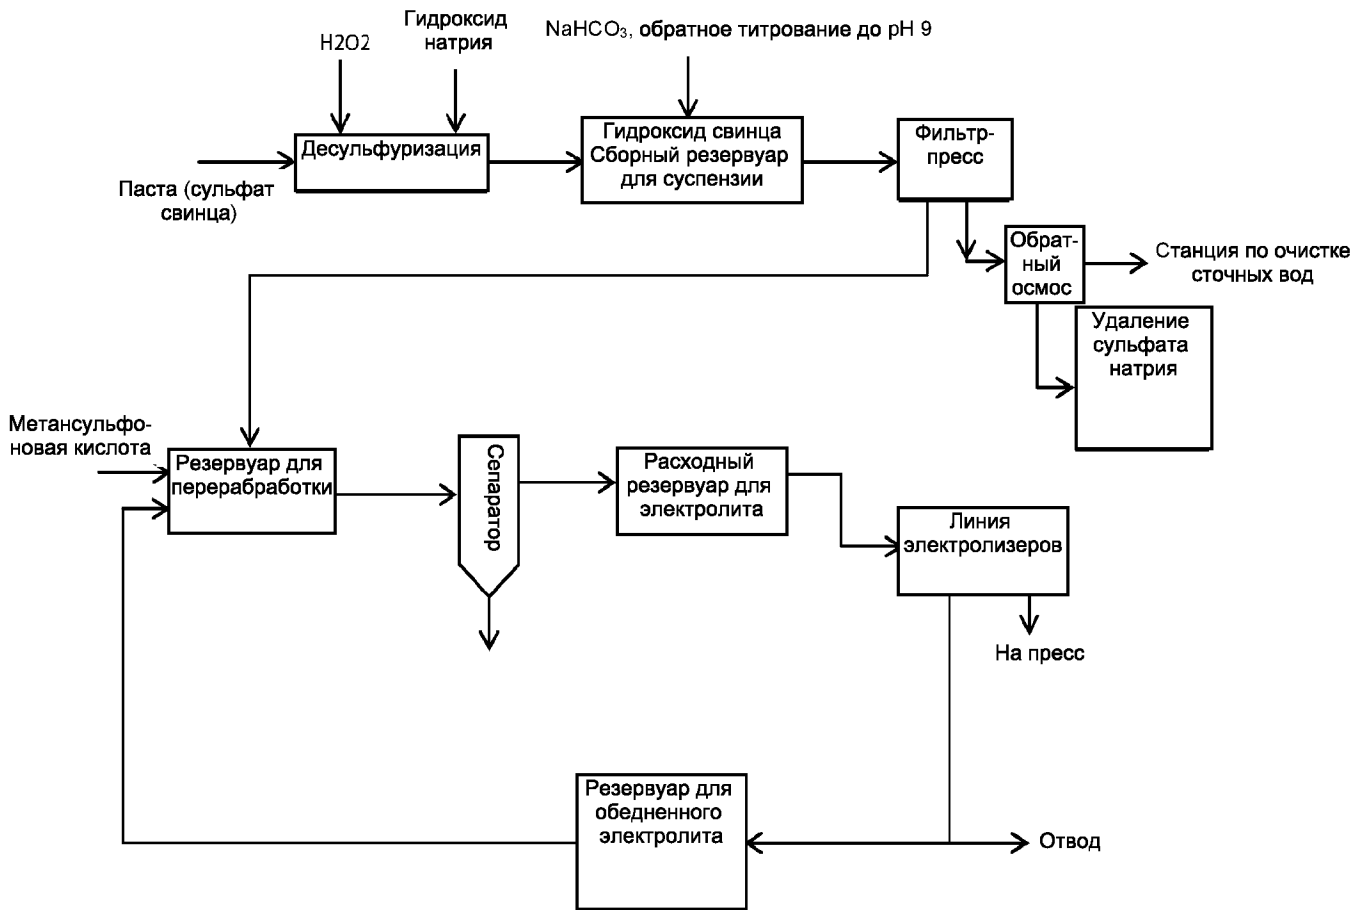 H2O2
Гидроксид
натрия
NaHCO₃, обратное титрование до pH 9
Десульфуризация
Гидроксид свинца
Сборный резервуар
для суспензии
Фильтр-
пресс
Паста (сульфат
свинца)
Обрат-
ный
осмос
Станция по очистке
сточных вод
Удаление
сульфата
натрия
Метансульфо-
новая кислота
Резервуар для
перерабработки
Сепаратор
Расходный
резервуар для
электролита
Линия
электролизеров
На пресс
Резервуар для
обедненного
электролита
Отвод